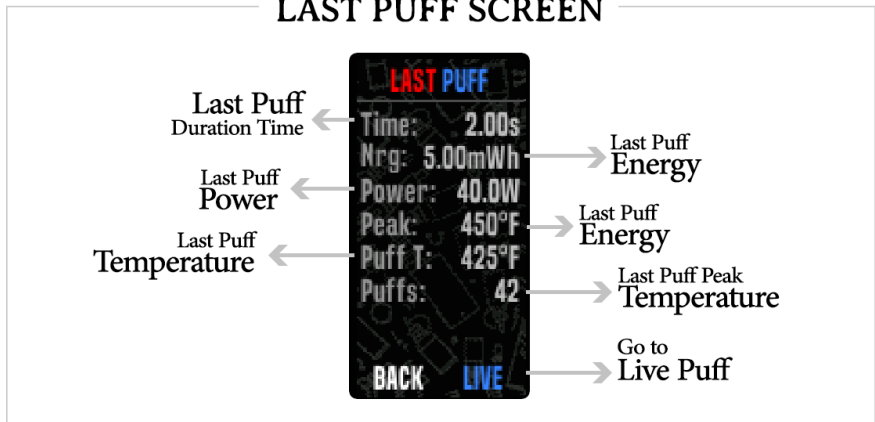 LAST PUFF SCREEN
LAST PUFF
Last Puff
Duration Time
Time: 2.00s
Nrg: 5.00mWh
Last Puff
Energy
Last Puff
Power
Power: 40.0W
Peak: 450°F
Last Puff
Energy
Last Puff
Temperature
Puff T: 425°F
Puffs: 42
Last Puff Peak
Temperature
BACK LIVE
Go to
Live Puff